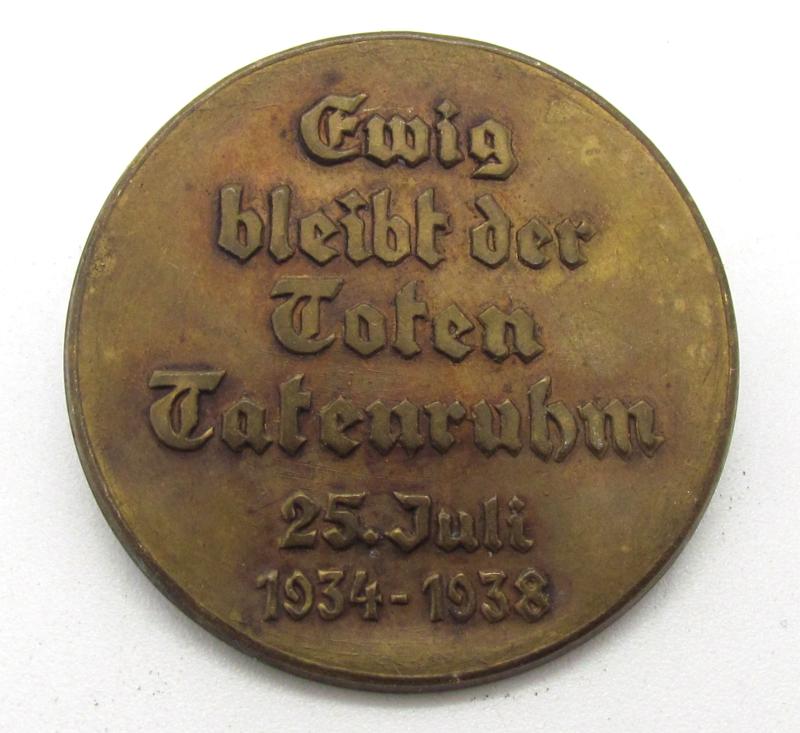 Ewig
bleibt der
Toten
Tatenruhm
25. Juli
1934-1938